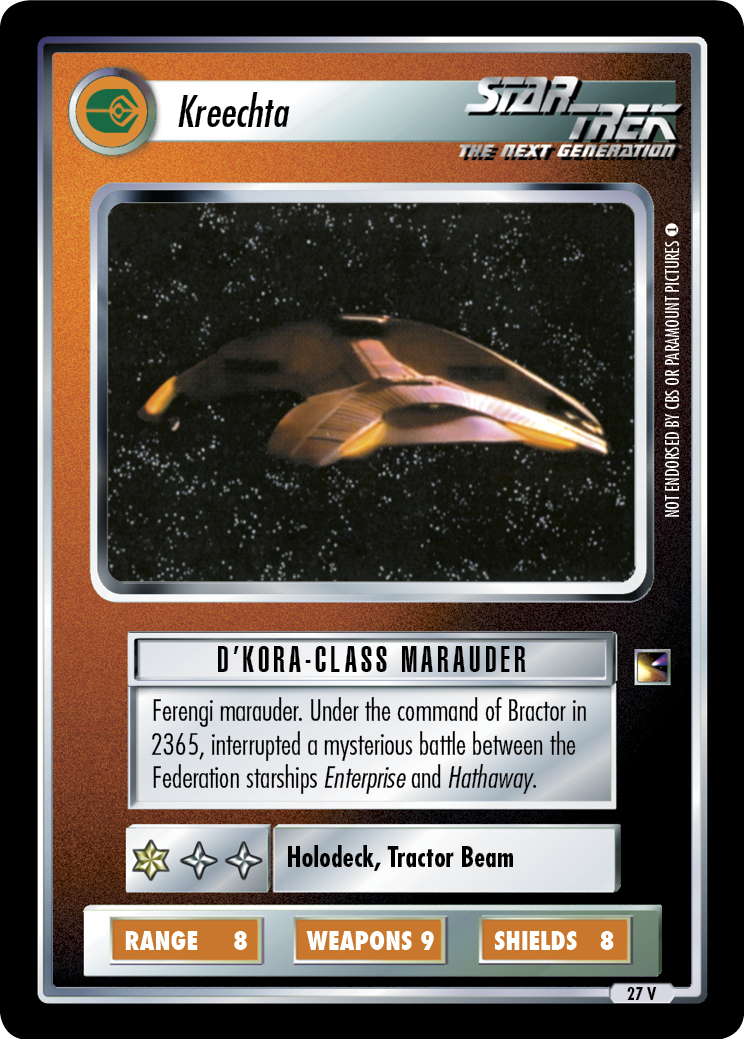 Kreechta
STAR TREK
THE NEXT GENERATION
NOT ENDORSED BY CBS OR PARAMOUNT PICTURES 1
D'KORA-CLASS MARAUDER
Ferengi marauder. Under the command of Bractor in
2365, interrupted a mysterious battle between the
Federation starships Enterprise and Hathaway.
Holodeck, Tractor Beam
RANGE 8 WEAPONS 9 SHIELDS 8
27 V